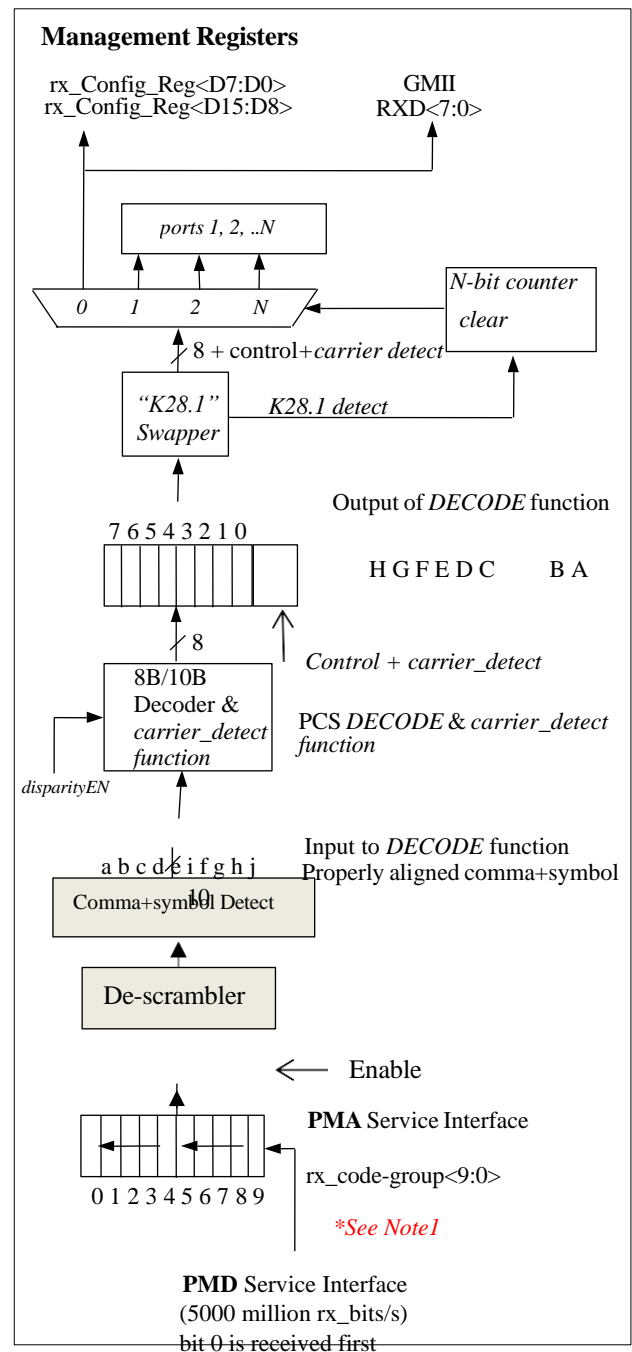 Management Registers
rx_Config_Reg<D7:D0>
rx_Config_Reg<D15:D8>
GMII
RXD<7:0>
ports 1, 2, ..N
0 1 2 N
N-bit counter
clear
8 + control+carrier detect
“K28.1”
Swapper
K28.1 detect
Output of DECODE function
7 6 5 4 3 2 1 0
H G F E D C B A
8
Control + carrier_detect
8B/10B
Decoder &
carrier_detect
function
PCS DECODE & carrier_detect
function
disparityEN
Input to DECODE function
Properly aligned comma+symbol
a b c d e i f g h j
10
Comma+symbol Detect
De-scrambler
Enable
PMA Service Interface
rx_code-group<9:0>
0 1 2 3 4 5 6 7 8 9
*See Note1
PMD Service Interface
(5000 million rx_bits/s)
bit 0 is received first